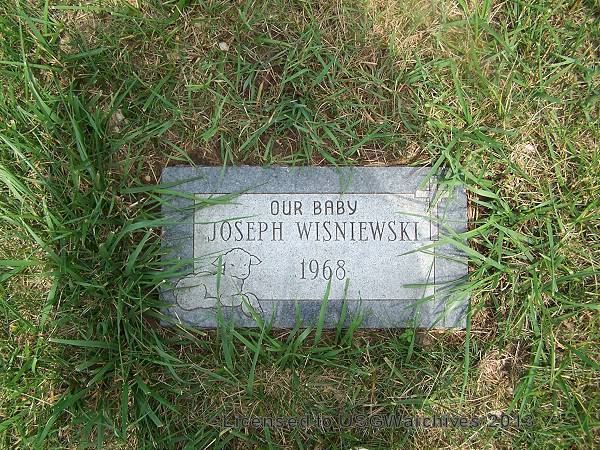 OUR BABY
JOSEPH WISNIEWSKI
1968
Licensed to USGWarchives 2013